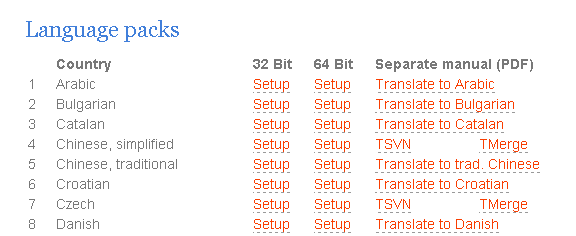 Language packs
Country 32 Bit 64 Bit Separate manual (PDF)
1 Arabic Setup Setup Translate to Arabic
2 Bulgarian Setup Setup Translate to Bulgarian
3 Catalan Setup Setup Translate to Catalan
4 Chinese, simplified Setup Setup TSVN TMerge
5 Chinese, traditional Setup Setup Translate to trad. Chinese
6 Croatian Setup Setup Translate to Croatian
7 Czech Setup Setup TSVN TMerge
8 Danish Setup Setup Translate to Danish